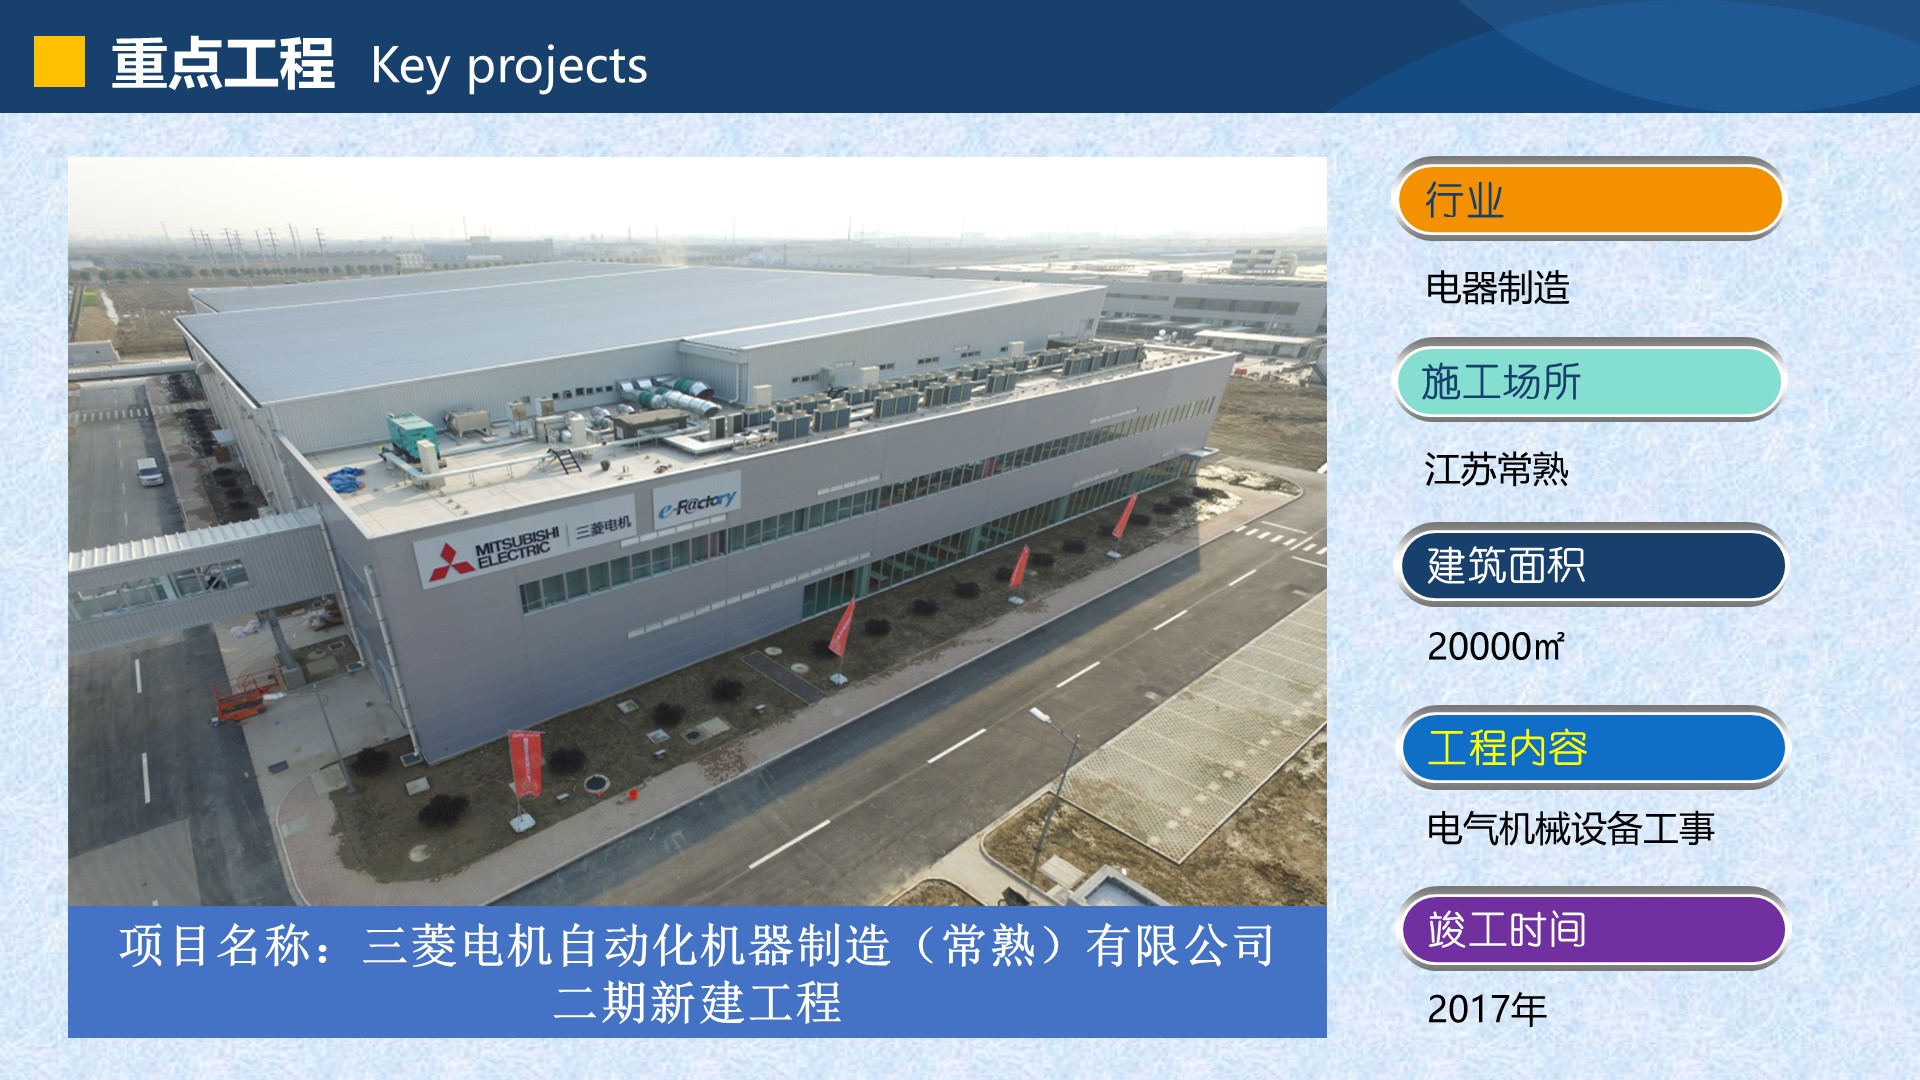 重点工程 Key projects
MITSUBISHI
ELECTRIC
三菱电机
e-F@ctory
项目名称：三菱电机自动化机器制造（常熟）有限公司
二期新建工程
行业
电器制造
施工场所
江苏常熟
建筑面积
20000㎡
工程内容
电气机械设备工事
竣工时间
2017年